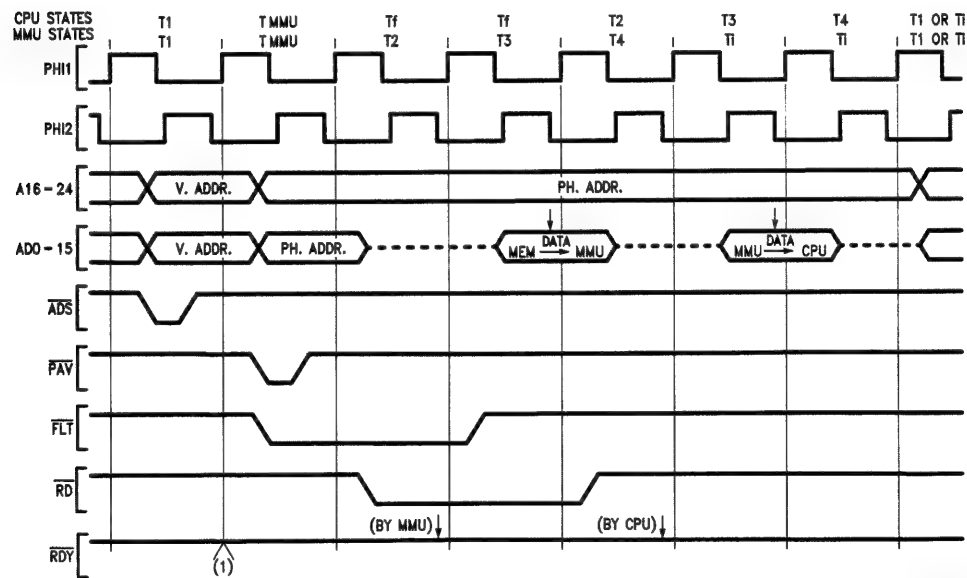 CPU STATES T1 TMMU Tf Tf T2 T3 T4 T1 OR Ti
MMU STATES T1 TMMU T2 T3 T4 Ti Ti T1 OR Ti
PHI1
PHI2
A16-24 V. ADDR. PH. ADDR.
AD0-15 V. ADDR. PH. ADDR. DATA MEM → MMU DATA MMU → CPU
ADS
PAV
FLT
RD
(BY MMU) (BY CPU)
RDY
(1)